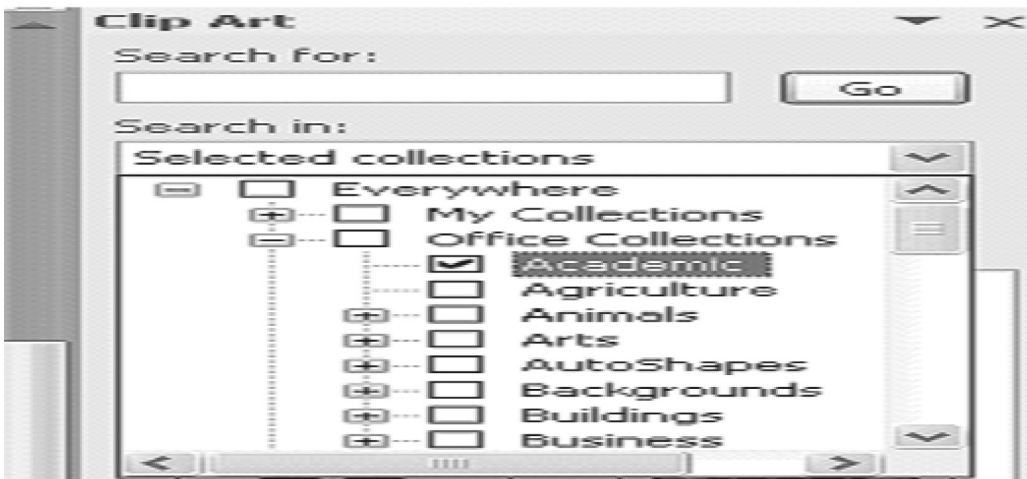 Clip Art
Search for:
Go
Search in:
Selected collections
Everywhere
My Collections
Office Collections
Academic
Agriculture
Animals
Arts
AutoShapes
Backgrounds
Buildings
Business